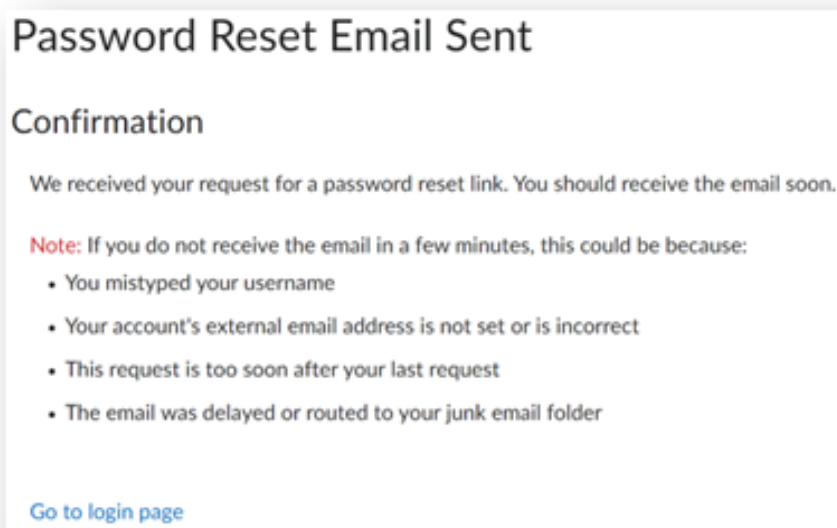 Password Reset Email Sent
Confirmation
We received your request for a password reset link. You should receive the email soon.
Note: If you do not receive the email in a few minutes, this could be because:
• You mistyped your username
• Your account's external email address is not set or is incorrect
• This request is too soon after your last request
• The email was delayed or routed to your junk email folder
Go to login page